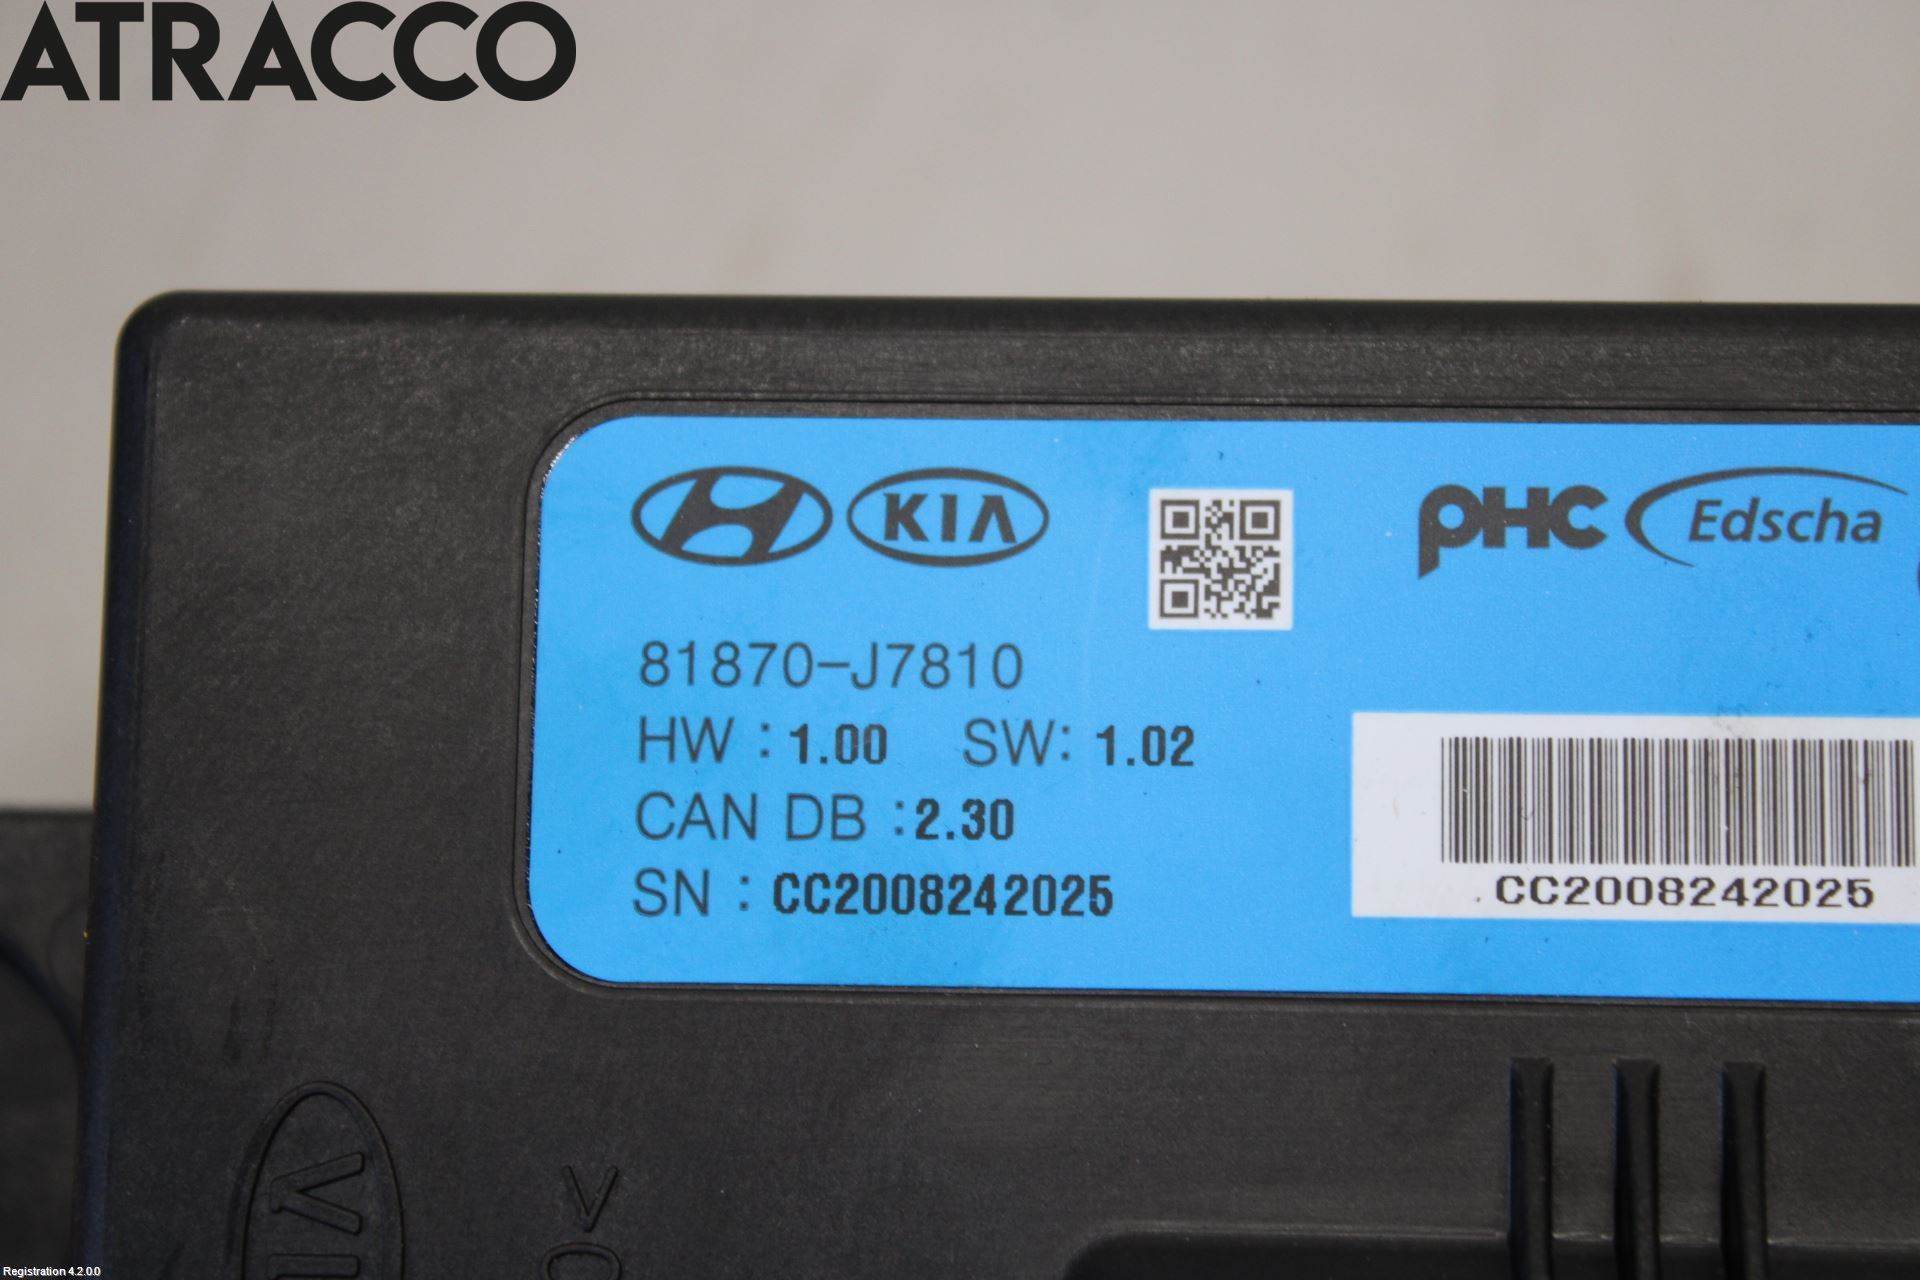 ATRACCO
KIA
PHC Edscha
81870-J7810
HW : 1.00 SW: 1.02
CAN DB :2.30
SN : CC2008242025
CC2008242025
Registration 4.2.0.0